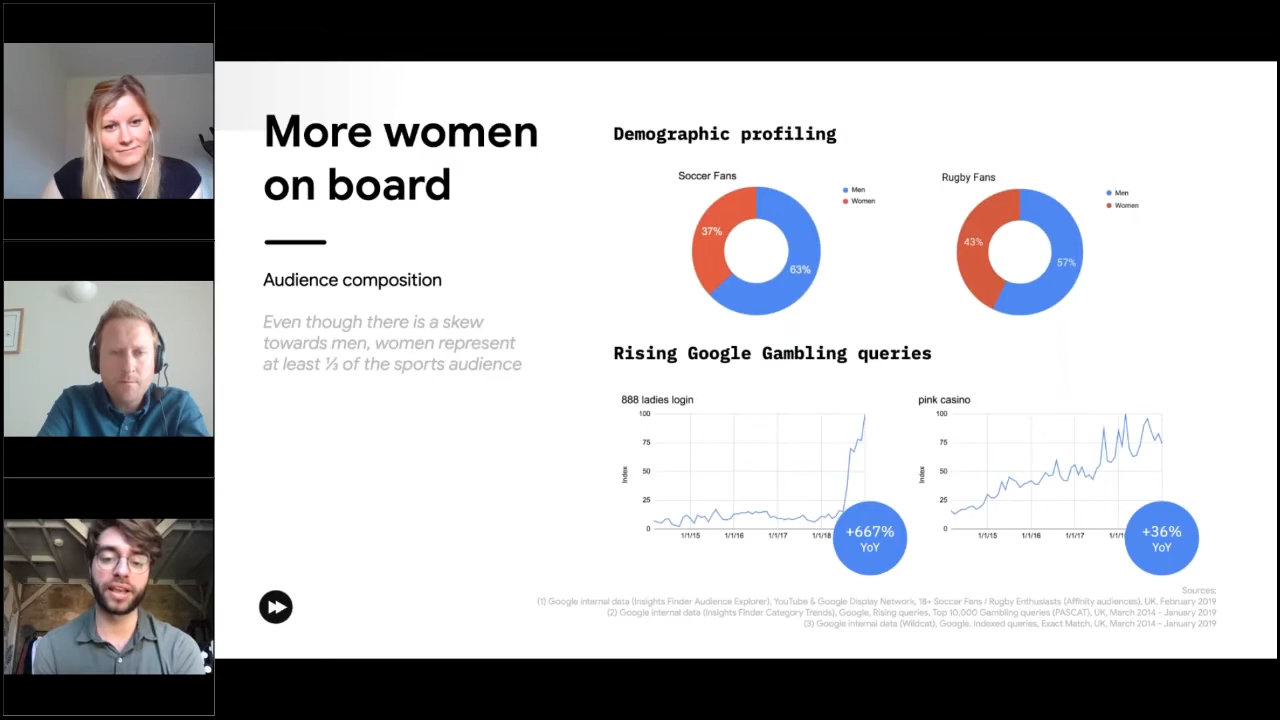 More women
on board
Audience composition
Even though there is a skew
towards men, women represent
at least ⅓ of the sports audience
Demographic profiling
Soccer Fans
Men
Women
37%
63%
Rugby Fans
Men
Women
43%
57%
Rising Google Gambling queries
888 ladies login
100
75
50
25
0
Index
1/1/15
1/1/16
1/1/17
1/1/18
+667%
YoY
pink casino
100
75
50
25
0
Index
1/1/15
1/1/16
1/1/17
1/1/1
+36%
YoY
Sources:
(1) Google internal data (Insights Finder Audience Explorer), YouTube & Google Display Network, 18+ Soccer Fans / Rugby Enthusiasts (Affinity audiences), UK, February 2019
(2) Google internal data (Insights Finder Category Trends), Google, Rising queries, Top 10,000 Gambling queries (PASCAT), UK, March 2014 - January 2019
(3) Google internal data (Wildcat), Google, Indexed queries, Exact Match, UK, March 2014 - January 2019